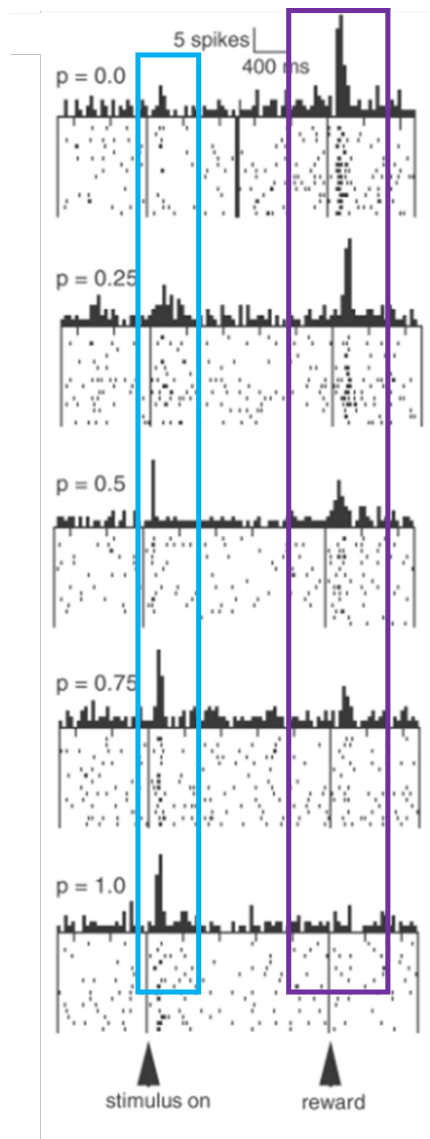 5 spikes
400 ms
p = 0.0
p = 0.25
p = 0.5
p = 0.75
p = 1.0
stimulus on
reward